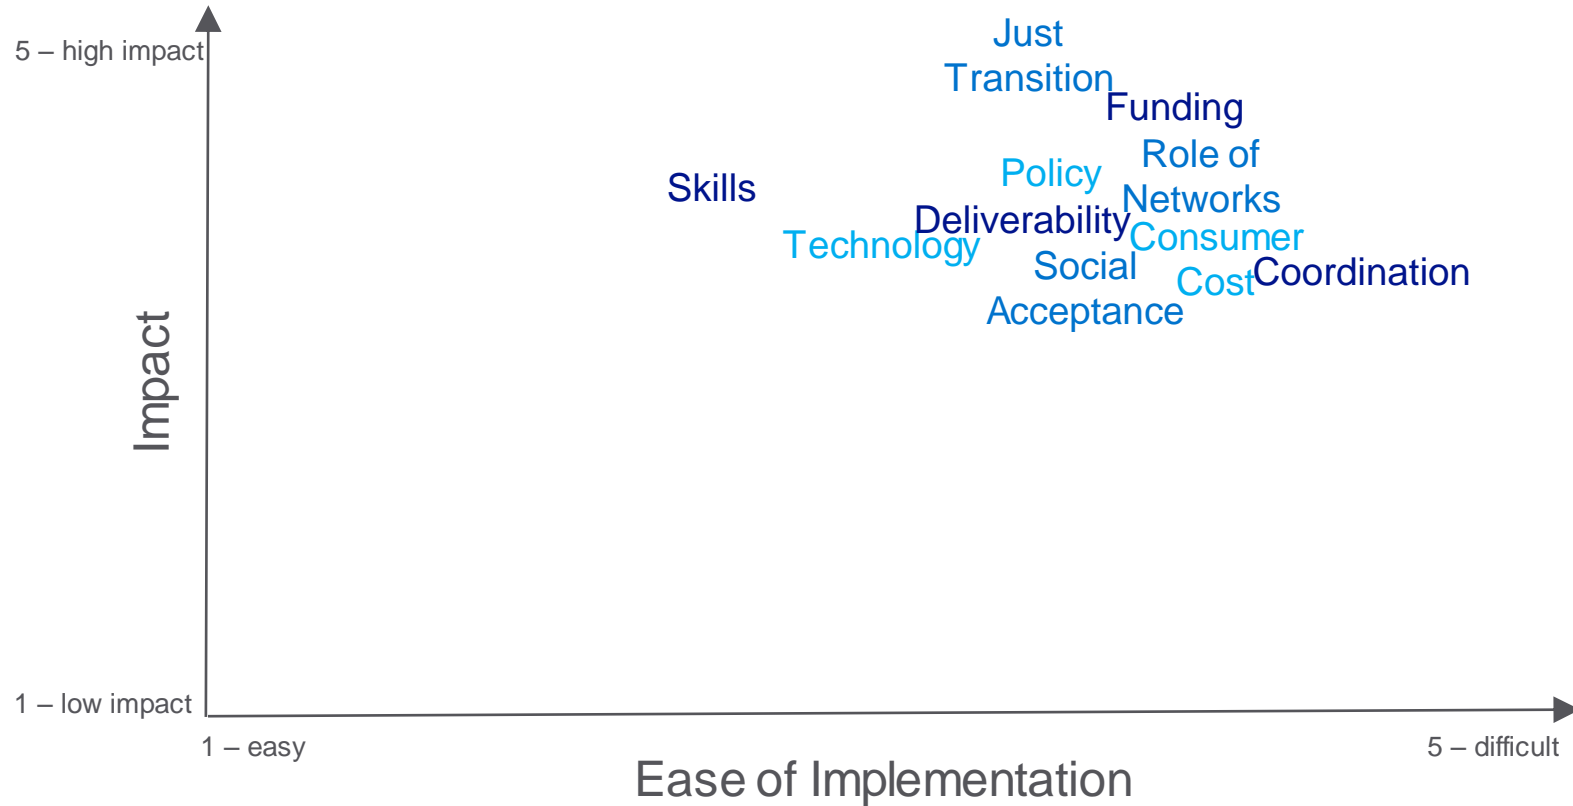 5 – high impact
Just
Transition
Funding
Role of
Networks
Policy
Skills
Deliverability
Technology
Consumer
Cost
Social
Acceptance
Coordination
Impact
1 – low impact
1 – easy
5 – difficult
Ease of Implementation